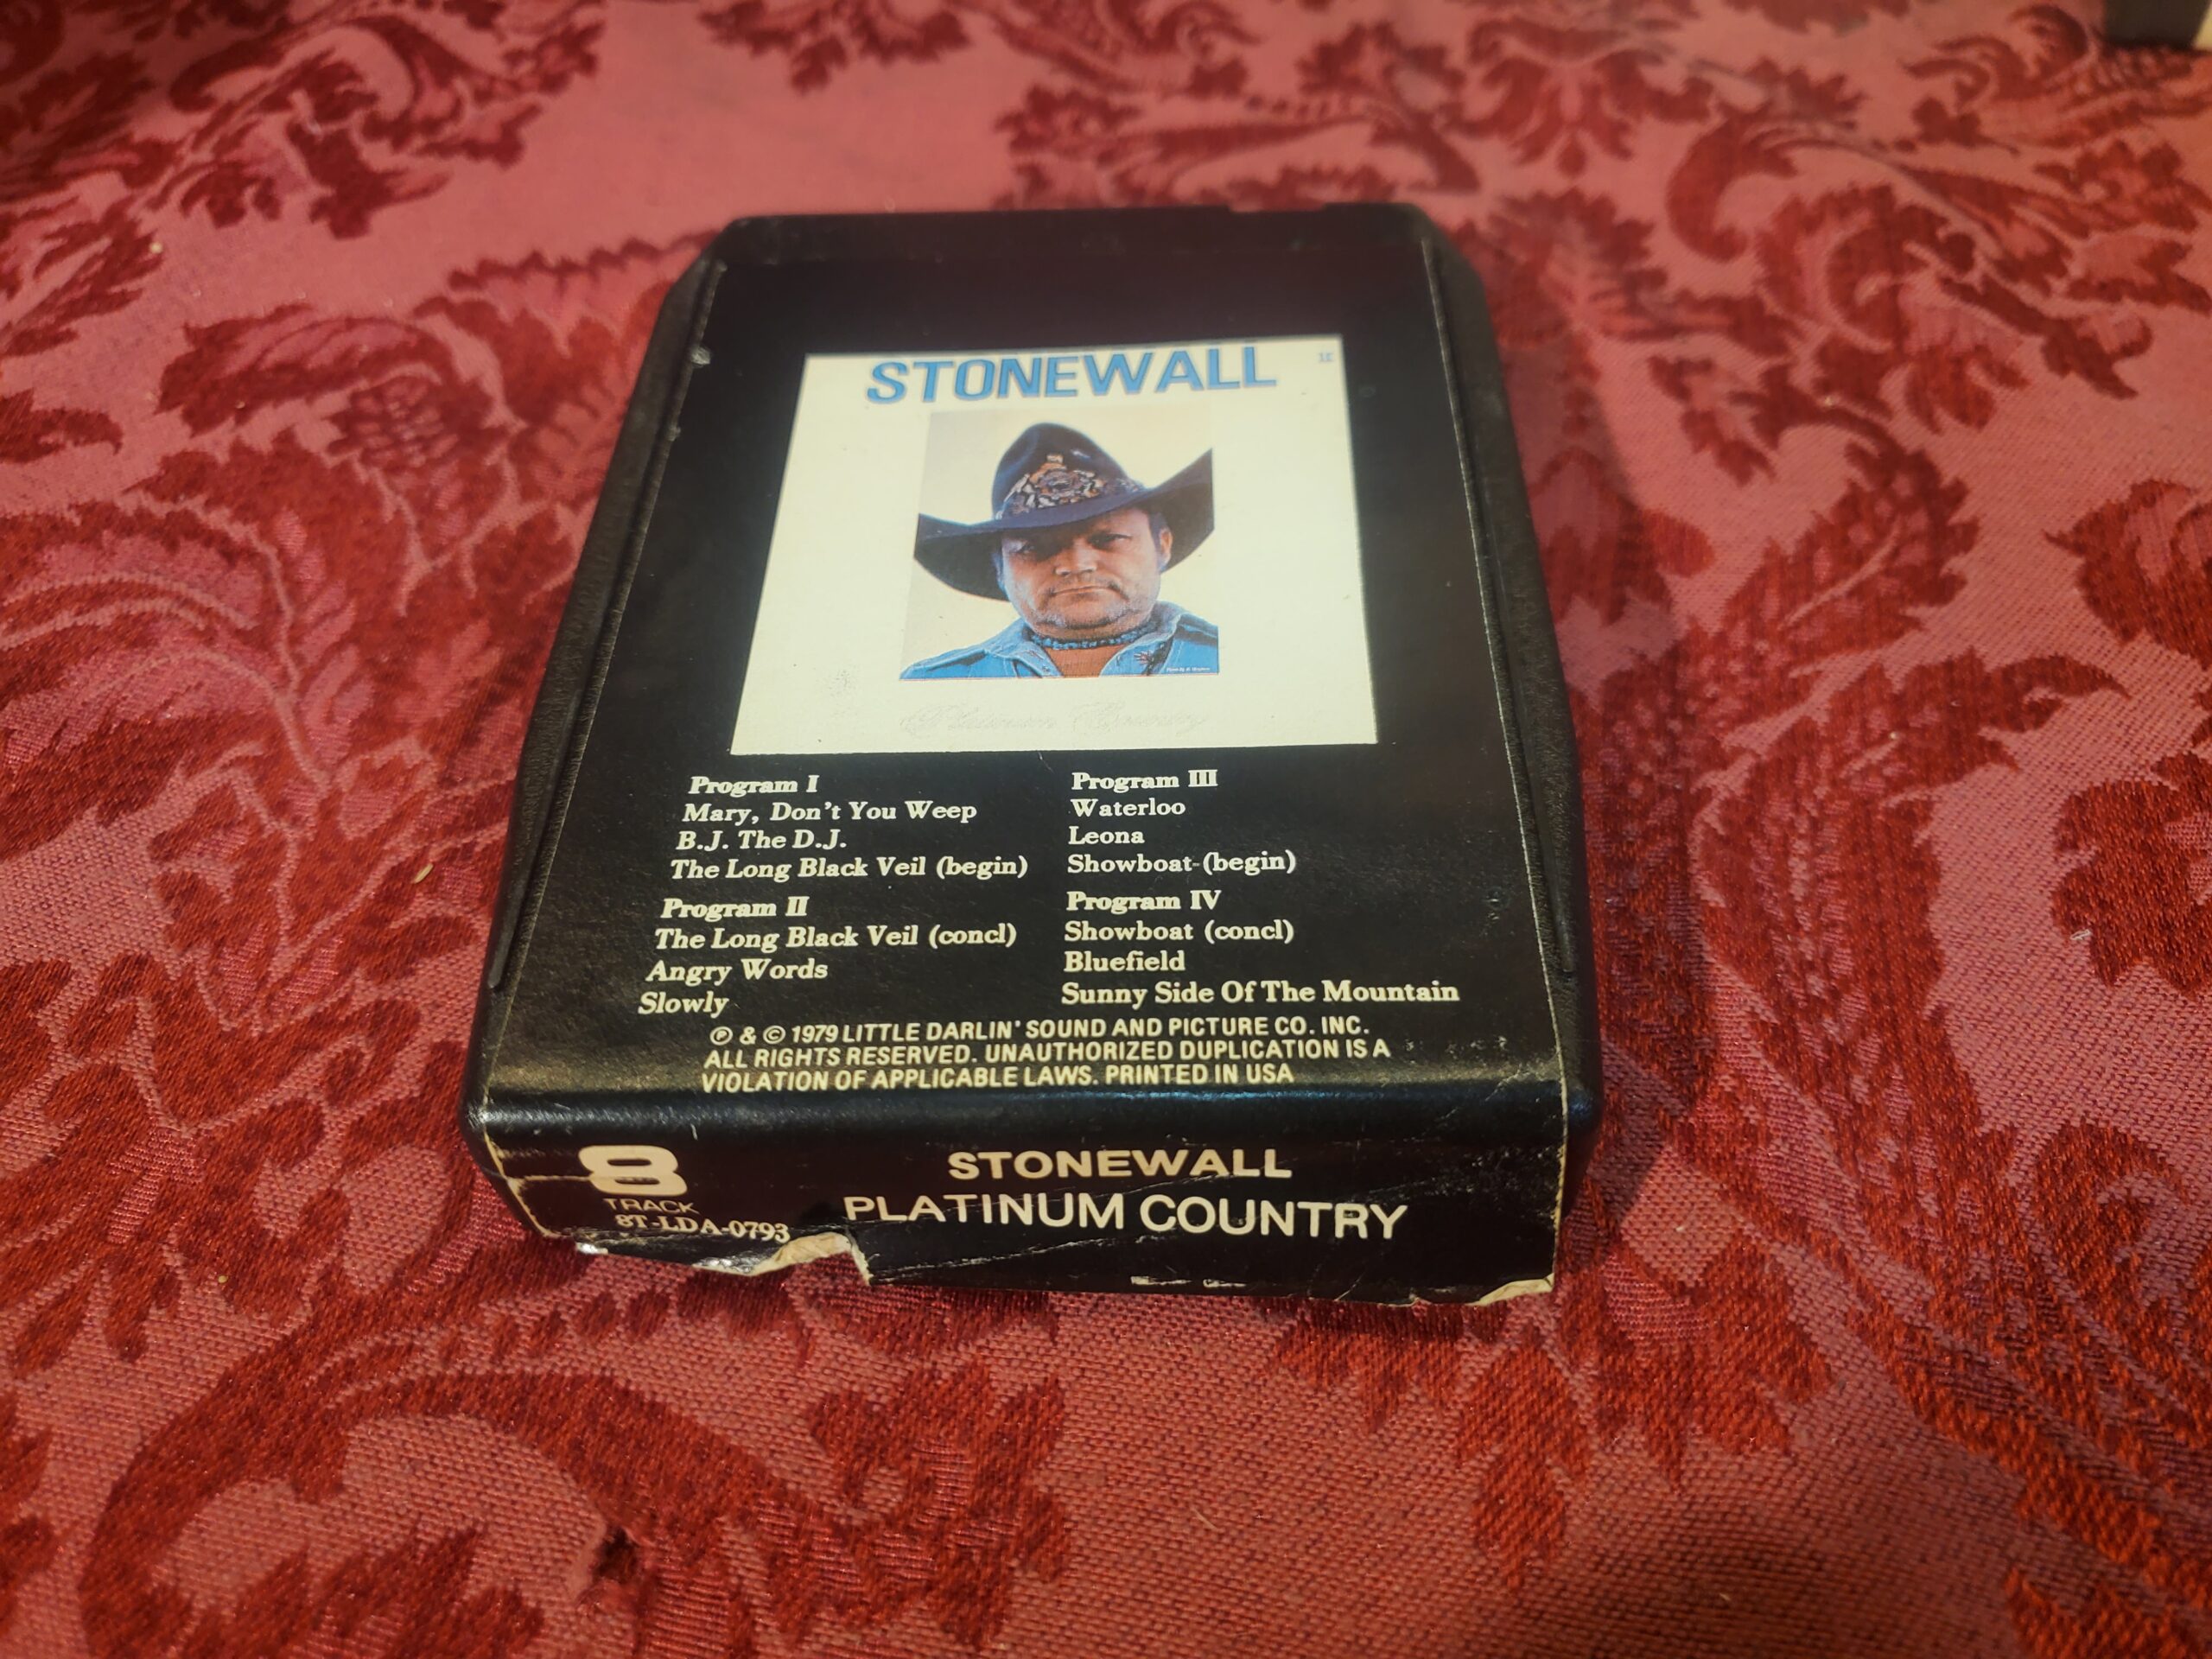 STONEWALL
Platinum Country
Program I
Mary, Don't You Weep
B.J. The D.J.
The Long Black Veil (begin)
Program II
The Long Black Veil (concl)
Angry Words
Slowly
Program III
Waterloo
Leona
Showboat-(begin)
Program IV
Showboat (concl)
Bluefield
Sunny Side Of The Mountain
℗ & © 1979 LITTLE DARLIN' SOUND AND PICTURE CO. INC.
ALL RIGHTS RESERVED. UNAUTHORIZED DUPLICATION IS A
VIOLATION OF APPLICABLE LAWS. PRINTED IN USA
8
TRACK
8T-LDA-0793
STONEWALL
PLATINUM COUNTRY